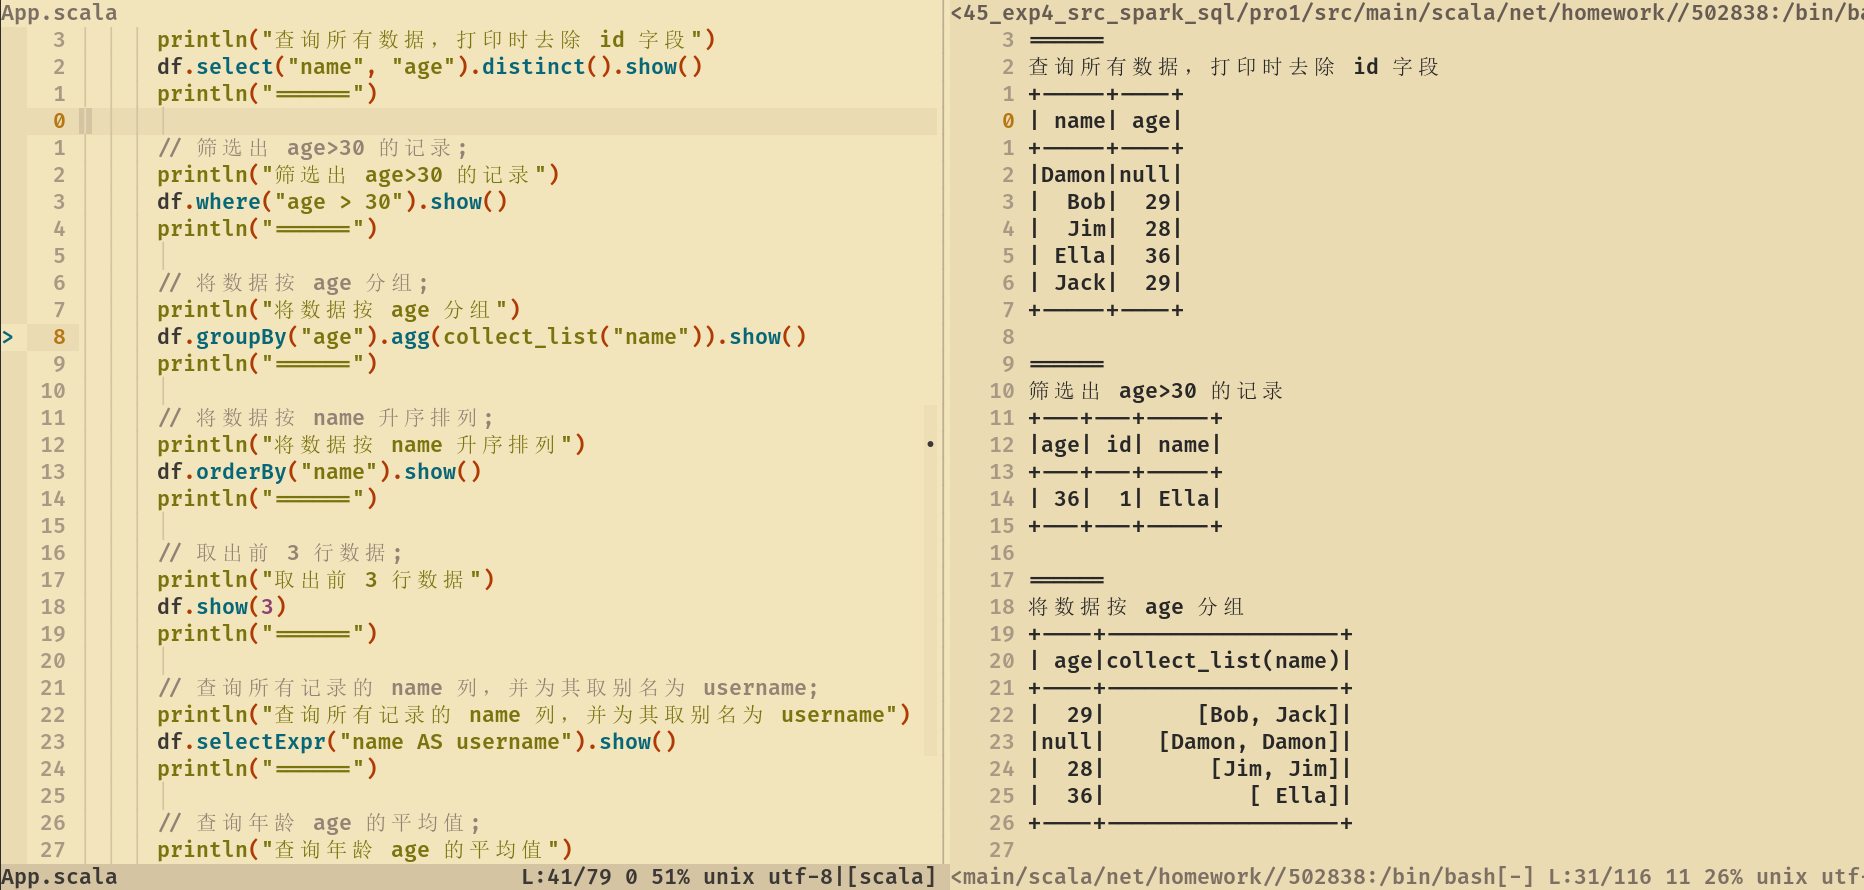 App.scala
3 println("查询所有数据，打印时去除 id 字段")
2 df.select("name", "age").distinct().show()
1 println("======")
0
1 // 筛选出 age>30 的记录;
2 println("筛选出 age>30 的记录")
3 df.where("age > 30").show()
4 println("======")
5
6 // 将数据按 age 分组;
7 println("将数据按 age 分组")
> 8 df.groupBy("age").agg(collect_list("name")).show()
9 println("======")
10
11 // 将数据按 name 升序排列;
12 println("将数据按 name 升序排列")
13 df.orderBy("name").show()
14 println("======")
15
16 // 取出前 3 行数据;
17 println("取出前 3 行数据")
18 df.show(3)
19 println("======")
20
21 // 查询所有记录的 name 列，并为其取别名为 username;
22 println("查询所有记录的 name 列，并为其取别名为 username")
23 df.selectExpr("name AS username").show()
24 println("======")
25
26 // 查询年龄 age 的平均值;
27 println("查询年龄 age 的平均值")
App.scala L:41/79 0 51% unix utf-8|[scala]
<45_exp4_src_spark_sql/pro1/src/main/scala/net/homework//502838:/bin/ba
3 ======
2 查询所有数据，打印时去除 id 字段
1 +-----+----+
0 | name| age|
1 +-----+----+
2 |Damon|null|
3 |  Bob|  29|
4 |  Jim|  28|
5 | Ella|  36|
6 | Jack|  29|
7 +-----+----+
8
9 ======
10 筛选出 age>30 的记录
11 +---+---+-----+
12 |age| id| name|
13 +---+---+-----+
14 | 36|  1| Ella|
15 +---+---+-----+
16
17 ======
18 将数据按 age 分组
19 +----+------------------+
20 | age|collect_list(name)|
21 +----+------------------+
22 |  29|       [Bob, Jack]|
23 |null|    [Damon, Damon]|
24 |  28|        [Jim, Jim]|
25 |  36|           [ Ella]|
26 +----+------------------+
27
<main/scala/net/homework//502838:/bin/bash[-] L:31/116 11 26% unix utf-